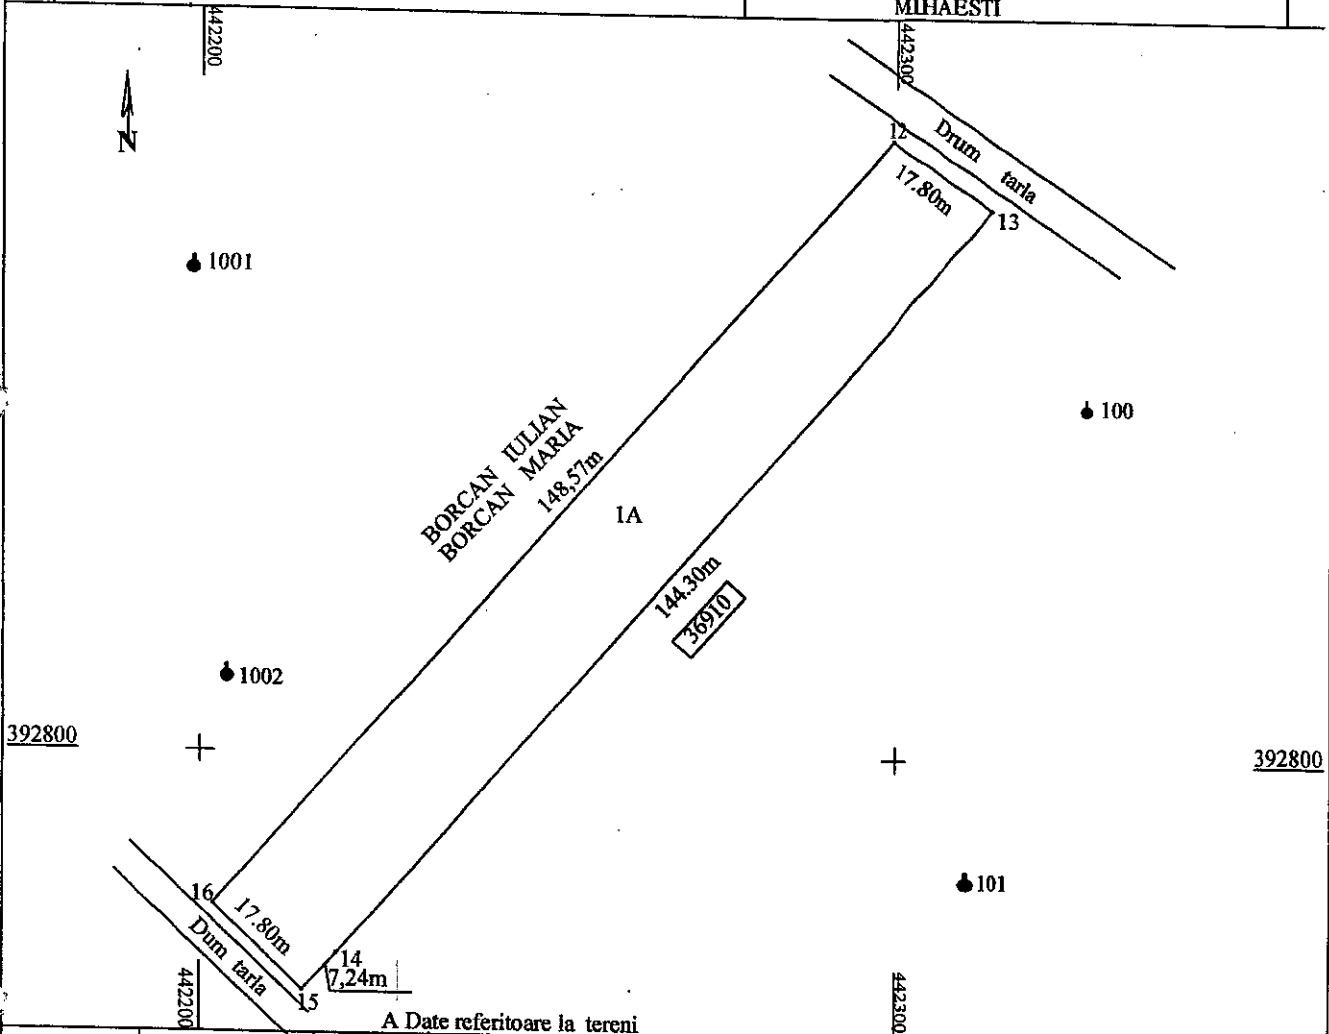 MIHAESTI
442200
442300
N
12
Drum tarla
17.80m
13
1001
100
BORCAN IULIAN
BORCAN MARIA
148,57m
1A
144.30m
36910
1002
392800
392800
101
16
17.80m
Dum tarla
14
7,24m
15
442200
442300
A Date referitoare la tereni